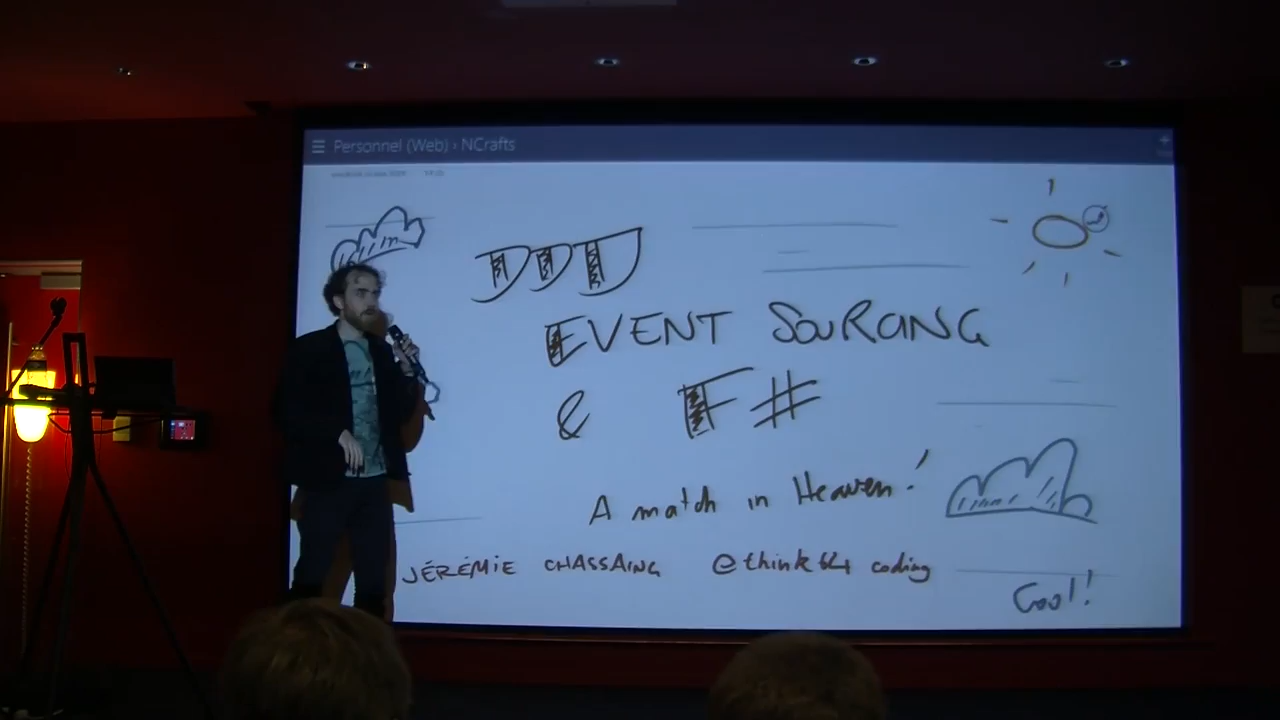 Personnel (Web) › NCrafts
DDD
EVENT SOURCING
& F#
A match in Heaven!
JÉRÉMIE CHASSAING @thinkb4coding
Cool!